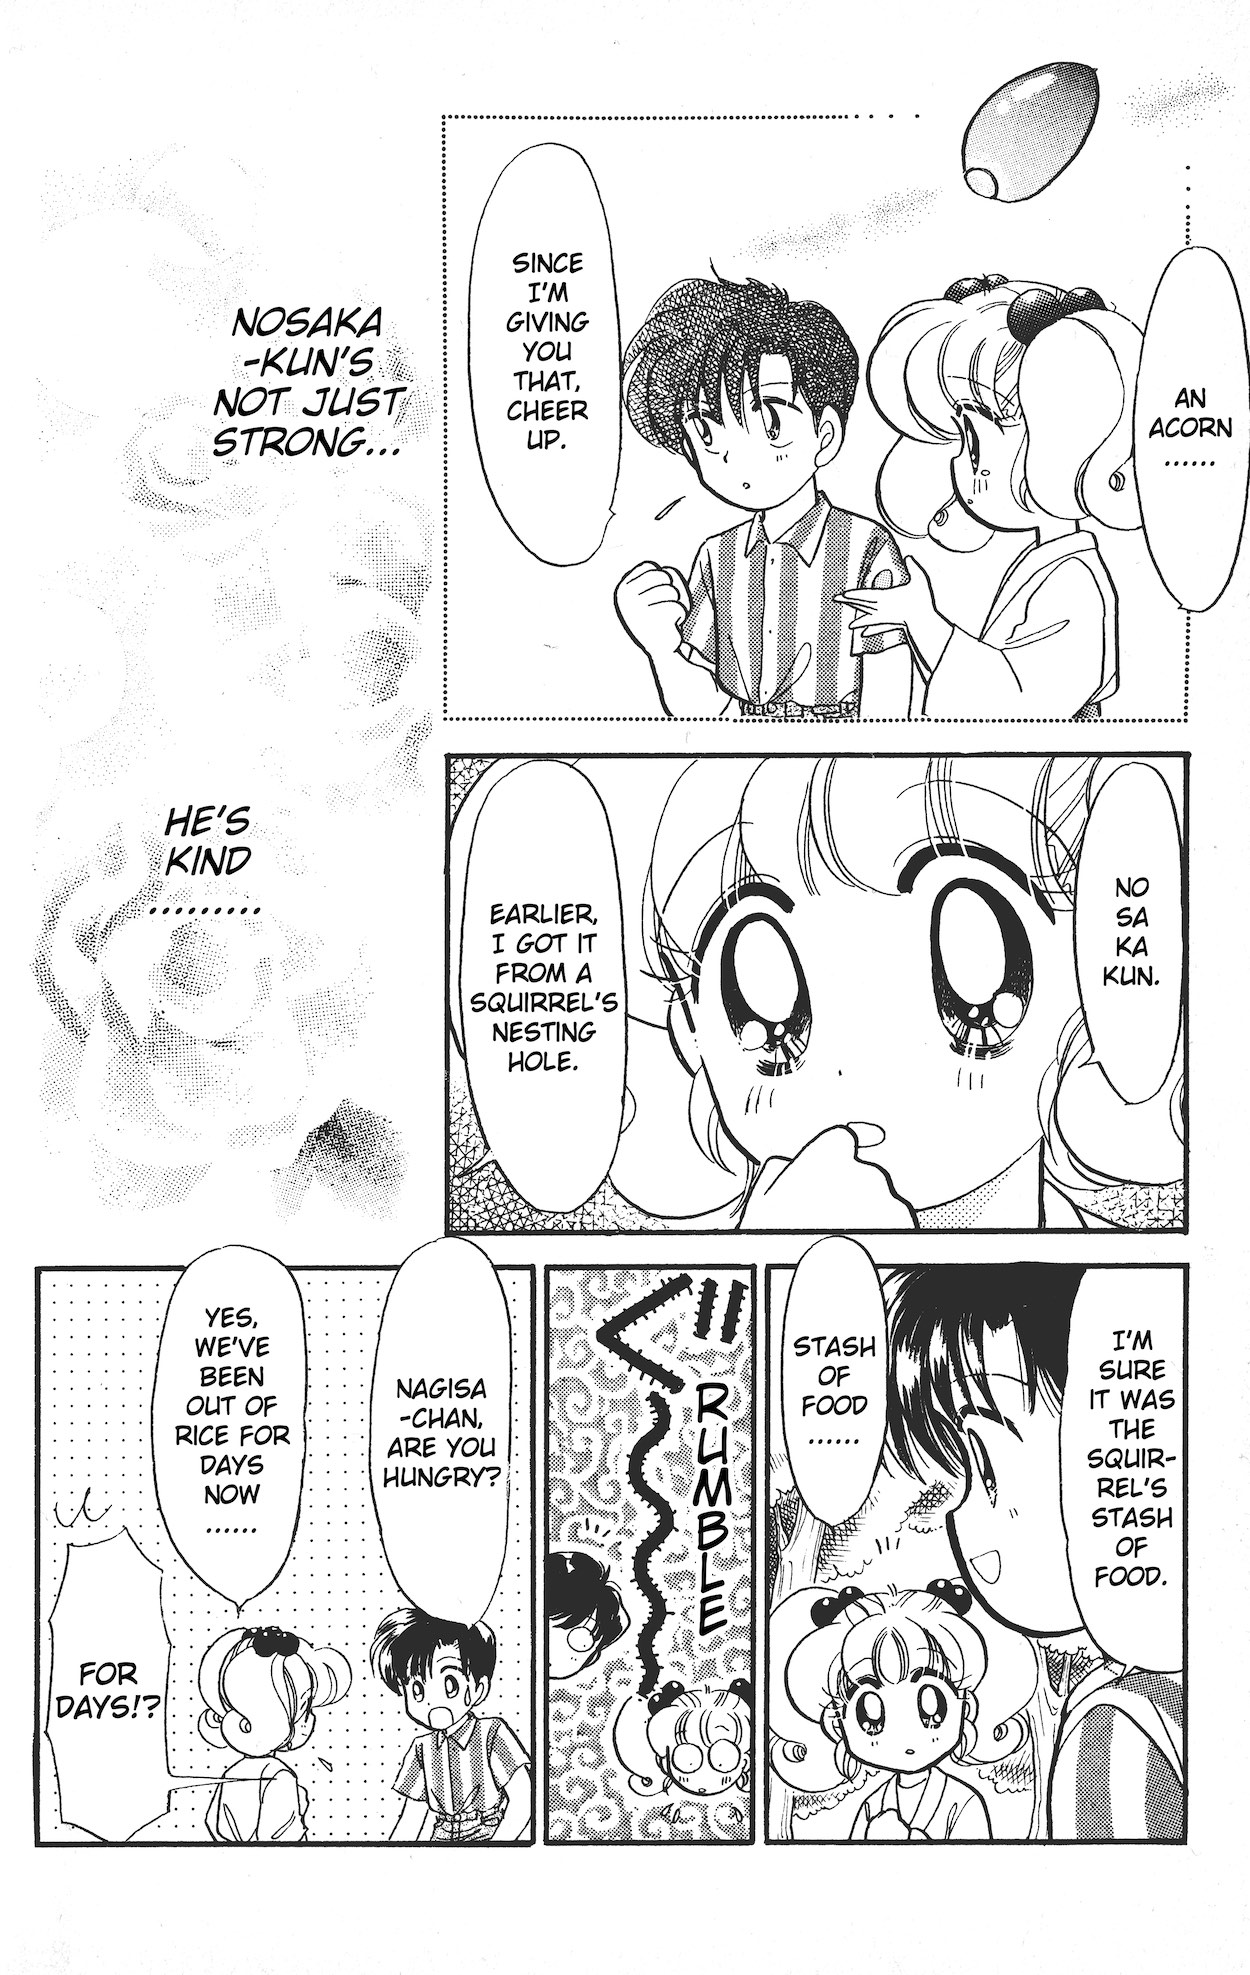 AN
ACORN
......
SINCE
I'M
GIVING
YOU
THAT,
CHEER
UP.
NOSAKA
-KUN'S
NOT JUST
STRONG...
HE'S
KIND
.........
NO
SA
KA
KUN.
EARLIER,
I GOT IT
FROM A
SQUIRREL'S
NESTING
HOLE.
I'M
SURE
IT WAS
THE
SQUIR-
REL'S
STASH
OF
FOOD.
STASH
OF
FOOD
......
ぐ
RUMBLE
NAGISA
-CHAN,
ARE YOU
HUNGRY?
YES,
WE'VE
BEEN
OUT OF
RICE FOR
DAYS
NOW
......
FOR
DAYS!?